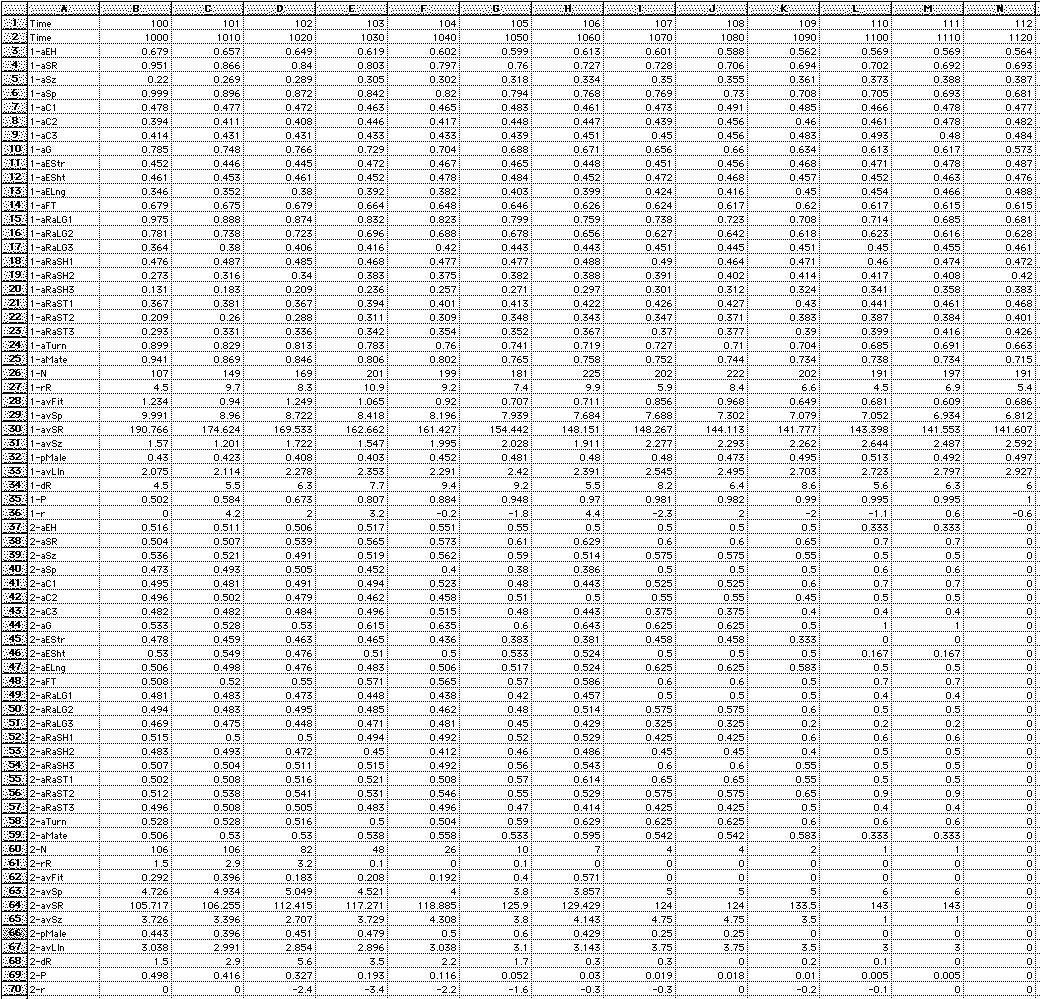 A B C D E F G H I J K L M N
1 Time 100 101 102 103 104 105 106 107 108 109 110 111 112
2 Time 1000 1010 1020 1030 1040 1050 1060 1070 1080 1090 1100 1110 1120
3 1-aEH 0.679 0.657 0.649 0.619 0.602 0.599 0.613 0.601 0.588 0.562 0.569 0.569 0.564
4 1-aSR 0.951 0.866 0.84 0.803 0.797 0.76 0.727 0.728 0.706 0.694 0.702 0.692 0.693
5 1-aSz 0.22 0.269 0.289 0.305 0.302 0.318 0.334 0.35 0.355 0.361 0.373 0.388 0.387
6 1-aSp 0.999 0.896 0.872 0.842 0.82 0.794 0.768 0.769 0.73 0.708 0.705 0.693 0.681
7 1-aC1 0.478 0.477 0.472 0.463 0.465 0.483 0.461 0.473 0.491 0.485 0.466 0.478 0.477
8 1-aC2 0.394 0.411 0.408 0.446 0.417 0.448 0.447 0.439 0.456 0.46 0.461 0.478 0.482
9 1-aC3 0.414 0.431 0.431 0.433 0.433 0.439 0.451 0.45 0.456 0.483 0.493 0.48 0.484
10 1-aG 0.785 0.748 0.766 0.729 0.704 0.688 0.671 0.656 0.66 0.634 0.613 0.617 0.573
11 1-aEStr 0.452 0.446 0.445 0.472 0.467 0.465 0.448 0.451 0.456 0.468 0.471 0.478 0.487
12 1-aESht 0.461 0.453 0.461 0.452 0.478 0.484 0.452 0.472 0.468 0.457 0.452 0.463 0.476
13 1-aELng 0.346 0.352 0.38 0.392 0.382 0.403 0.399 0.424 0.416 0.45 0.454 0.466 0.488
14 1-aFT 0.679 0.675 0.679 0.664 0.648 0.646 0.626 0.624 0.617 0.62 0.617 0.615 0.615
15 1-aRaLG1 0.975 0.888 0.874 0.832 0.823 0.799 0.759 0.738 0.723 0.708 0.714 0.685 0.681
16 1-aRaLG2 0.781 0.738 0.723 0.696 0.688 0.678 0.656 0.627 0.642 0.618 0.623 0.616 0.628
17 1-aRaLG3 0.364 0.38 0.406 0.416 0.42 0.443 0.443 0.451 0.445 0.451 0.45 0.455 0.461
18 1-aRaSH1 0.476 0.487 0.485 0.468 0.477 0.477 0.488 0.49 0.464 0.471 0.46 0.474 0.472
19 1-aRaSH2 0.273 0.316 0.34 0.383 0.375 0.382 0.388 0.391 0.402 0.414 0.417 0.408 0.42
20 1-aRaSH3 0.131 0.183 0.209 0.236 0.257 0.271 0.297 0.301 0.312 0.324 0.341 0.358 0.383
21 1-aRaST1 0.367 0.381 0.367 0.394 0.401 0.413 0.422 0.426 0.427 0.43 0.441 0.461 0.468
22 1-aRaST2 0.209 0.26 0.288 0.311 0.309 0.348 0.343 0.347 0.371 0.383 0.387 0.384 0.401
23 1-aRaST3 0.293 0.331 0.336 0.342 0.354 0.352 0.367 0.37 0.377 0.39 0.399 0.416 0.426
24 1-aTurn 0.899 0.829 0.813 0.783 0.76 0.741 0.719 0.727 0.71 0.704 0.685 0.691 0.663
25 1-aMate 0.941 0.869 0.846 0.806 0.802 0.765 0.758 0.752 0.744 0.734 0.738 0.734 0.715
26 1-N 107 149 169 201 199 181 225 202 222 202 191 197 191
27 1-rR 4.5 9.7 8.3 10.9 9.2 7.4 9.9 5.9 8.4 6.6 4.5 6.9 5.4
28 1-avFit 1.234 0.94 1.249 1.065 0.92 0.707 0.711 0.856 0.968 0.649 0.681 0.609 0.686
29 1-avSp 9.991 8.96 8.722 8.418 8.196 7.939 7.684 7.688 7.302 7.079 7.052 6.934 6.812
30 1-avSR 190.766 174.624 169.533 162.662 161.427 154.442 148.151 148.267 144.113 141.777 143.398 141.553 141.607
31 1-avSz 1.57 1.201 1.722 1.547 1.995 2.028 1.911 2.277 2.293 2.262 2.644 2.487 2.592
32 1-pMale 0.43 0.423 0.408 0.403 0.452 0.481 0.48 0.48 0.473 0.495 0.513 0.492 0.497
33 1-avLIn 2.075 2.114 2.278 2.353 2.291 2.42 2.391 2.545 2.495 2.703 2.723 2.797 2.927
34 1-dR 4.5 5.5 6.3 7.7 9.4 9.2 5.5 8.2 6.4 8.6 5.6 6.3 6
35 1-P 0.502 0.584 0.673 0.807 0.884 0.948 0.97 0.981 0.982 0.99 0.995 0.995 1
36 1-r 0 4.2 2 3.2 -0.2 -1.8 4.4 -2.3 2 -2 -1.1 0.6 -0.6
37 2-aEH 0.516 0.511 0.506 0.517 0.551 0.55 0.5 0.5 0.5 0.5 0.333 0.333 0
38 2-aSR 0.504 0.507 0.539 0.565 0.573 0.61 0.629 0.6 0.6 0.65 0.7 0.7 0
39 2-aSz 0.536 0.521 0.491 0.519 0.562 0.59 0.514 0.575 0.575 0.55 0.5 0.5 0
40 2-aSp 0.473 0.493 0.505 0.452 0.4 0.38 0.386 0.5 0.5 0.5 0.6 0.6 0
41 2-aC1 0.495 0.481 0.491 0.494 0.523 0.48 0.443 0.525 0.525 0.6 0.7 0.7 0
42 2-aC2 0.496 0.502 0.479 0.462 0.458 0.51 0.5 0.55 0.55 0.45 0.5 0.5 0
43 2-aC3 0.482 0.482 0.484 0.496 0.515 0.48 0.443 0.375 0.375 0.4 0.4 0.4 0
44 2-aG 0.533 0.528 0.53 0.615 0.635 0.6 0.643 0.625 0.625 0.5 1 1 0
45 2-aEStr 0.478 0.459 0.463 0.465 0.436 0.383 0.381 0.458 0.458 0.333 0 0 0
46 2-aESht 0.53 0.549 0.476 0.51 0.5 0.533 0.524 0.5 0.5 0.5 0.167 0.167 0
47 2-aELng 0.506 0.498 0.476 0.483 0.506 0.517 0.524 0.625 0.625 0.583 0.5 0.5 0
48 2-aFT 0.508 0.52 0.55 0.571 0.565 0.57 0.586 0.6 0.6 0.5 0.7 0.7 0
49 2-aRaLG1 0.481 0.483 0.473 0.448 0.438 0.42 0.457 0.5 0.5 0.5 0.4 0.4 0
50 2-aRaLG2 0.494 0.483 0.495 0.485 0.462 0.48 0.514 0.575 0.575 0.6 0.5 0.5 0
51 2-aRaLG3 0.469 0.475 0.448 0.471 0.481 0.45 0.429 0.325 0.325 0.2 0.2 0.2 0
52 2-aRaSH1 0.515 0.5 0.5 0.494 0.492 0.52 0.529 0.425 0.425 0.6 0.6 0.6 0
53 2-aRaSH2 0.483 0.493 0.472 0.45 0.412 0.46 0.486 0.45 0.45 0.4 0.5 0.5 0
54 2-aRaSH3 0.507 0.504 0.511 0.515 0.492 0.56 0.543 0.6 0.6 0.55 0.5 0.5 0
55 2-aRaST1 0.502 0.508 0.516 0.521 0.508 0.57 0.614 0.65 0.65 0.55 0.5 0.5 0
56 2-aRaST2 0.512 0.538 0.541 0.531 0.546 0.55 0.529 0.575 0.575 0.65 0.9 0.9 0
57 2-aRaST3 0.496 0.508 0.505 0.483 0.496 0.47 0.414 0.425 0.425 0.5 0.4 0.4 0
58 2-aTurn 0.528 0.528 0.516 0.5 0.504 0.59 0.629 0.625 0.625 0.6 0.6 0.6 0
59 2-aMate 0.506 0.53 0.53 0.538 0.558 0.533 0.595 0.542 0.542 0.583 0.333 0.333 0
60 2-N 106 106 82 48 26 10 7 4 4 2 1 1 0
61 2-rR 1.5 2.9 3.2 0.1 0 0.1 0 0 0 0 0 0 0
62 2-avFit 0.292 0.396 0.183 0.208 0.192 0.4 0.571 0 0 0 0 0 0
63 2-avSp 4.726 4.934 5.049 4.521 4 3.8 3.857 5 5 5 6 6 0
64 2-avSR 105.717 106.255 112.415 117.271 118.885 125.9 129.429 124 124 133.5 143 143 0
65 2-avSz 3.726 3.396 2.707 3.729 4.308 3.8 4.143 4.75 4.75 3.5 1 1 0
66 2-pMale 0.443 0.396 0.451 0.479 0.5 0.6 0.429 0.25 0.25 0 0 0 0
67 2-avLIn 3.038 2.991 2.854 2.896 3.038 3.1 3.143 3.75 3.75 3.5 3 3 0
68 2-dR 1.5 2.9 5.6 3.5 2.2 1.7 0.3 0.3 0 0.2 0.1 0 0
69 2-P 0.498 0.416 0.327 0.193 0.116 0.052 0.03 0.019 0.018 0.01 0.005 0.005 0
70 2-r 0 0 -2.4 -3.4 -2.2 -1.6 -0.3 -0.3 0 -0.2 -0.1 0 0